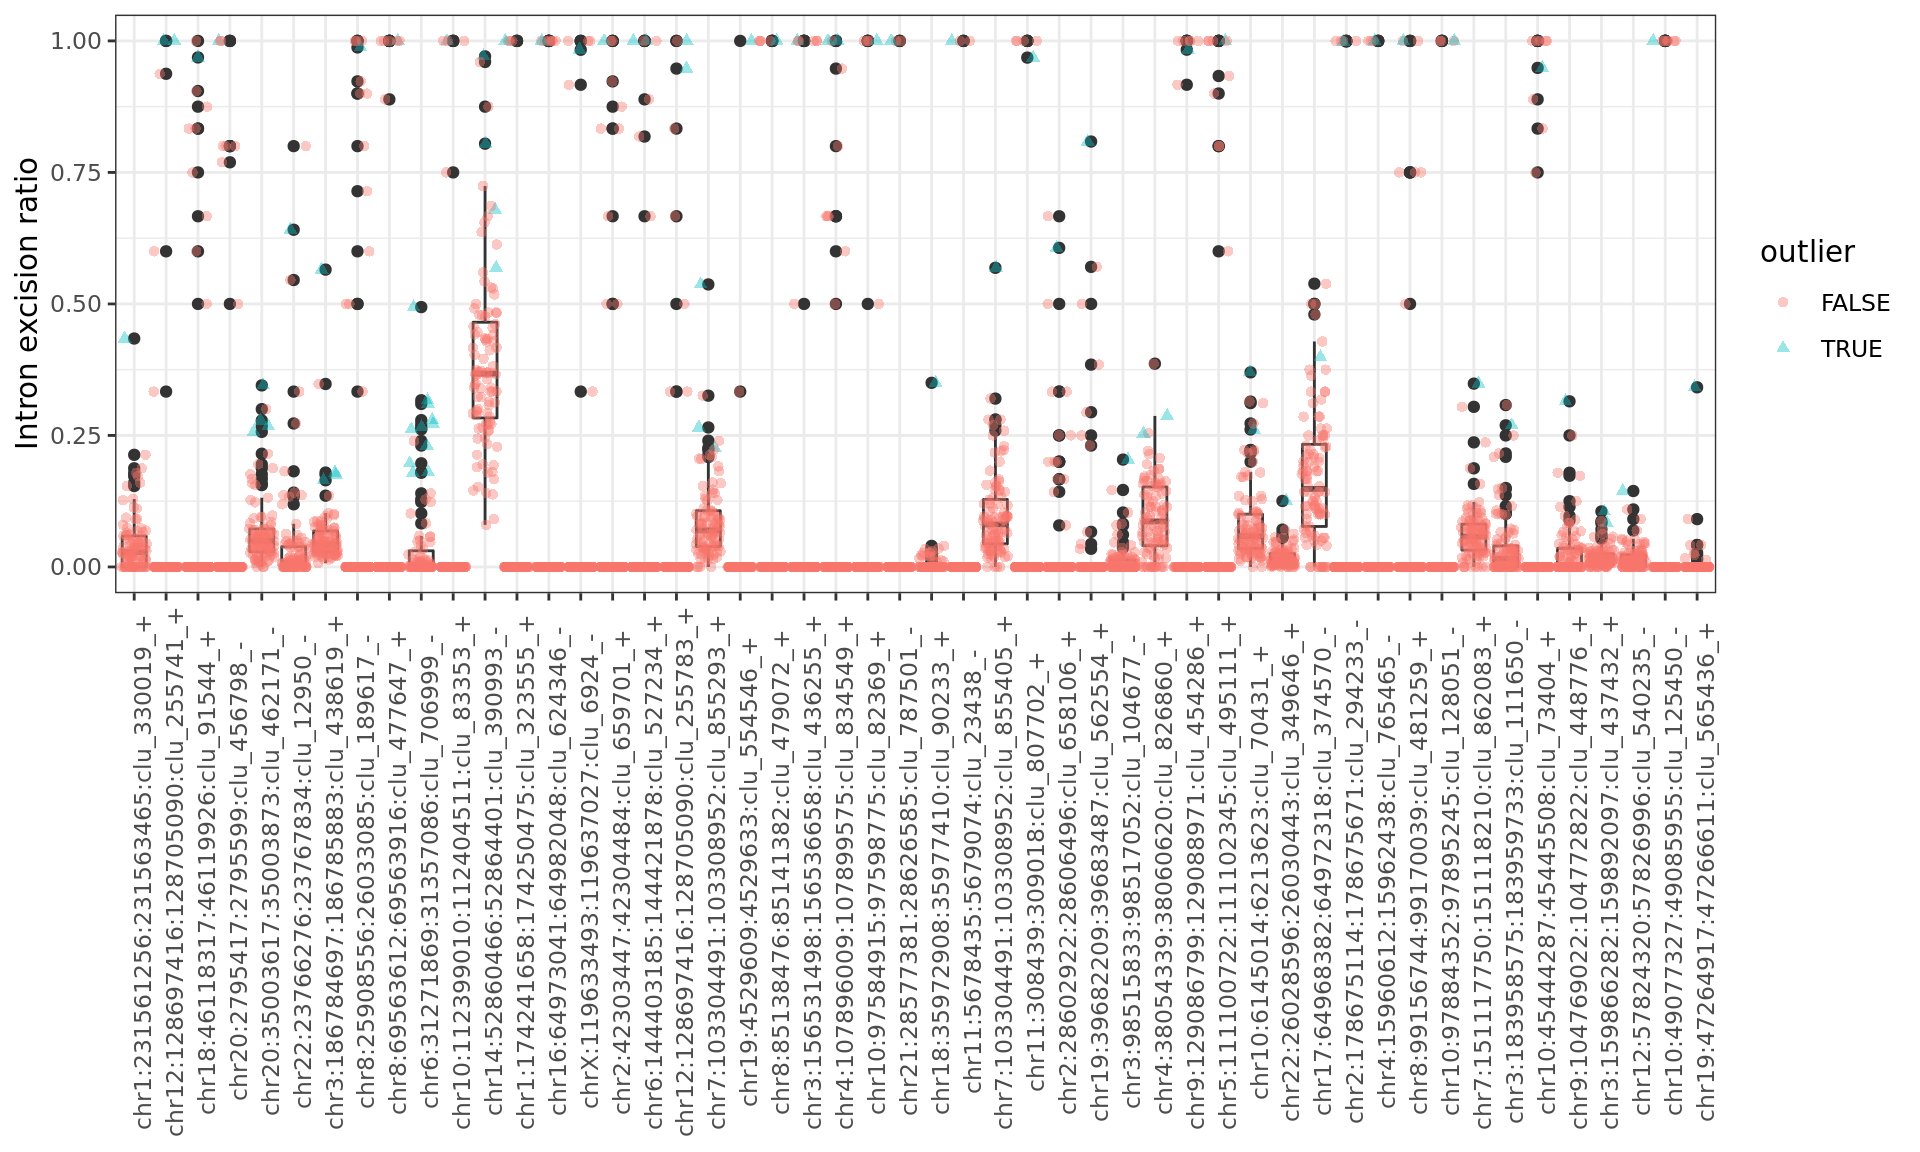 Intron excision ratio
1.00
0.75
0.50
0.25
0.00
chr1:231561256:231563465:clu_330019_+
chr12:128697416:128705090:clu_255741_+
chr18:46118317:46119926:clu_91544_+
chr20:2795417:2795599:clu_456798_-
chr20:35003617:35003873:clu_462171_-
chr22:23766276:23767834:clu_12950_-
chr3:186784697:186785883:clu_438619_+
chr8:25908556:26033085:clu_189617_-
chr8:69563612:69563916:clu_477647_+
chr6:31271869:31357086:clu_706999_-
chr10:112399010:112404511:clu_83353_+
chr14:52860466:52864401:clu_390993_-
chr1:174241658:174250475:clu_323555_+
chr16:64973041:64982048:clu_624346_-
chrX:119633493:119637027:clu_6924_-
chr2:42303447:42304484:clu_659701_+
chr6:144403185:144421878:clu_527234_+
chr12:128697416:128705090:clu_255783_+
chr7:103304491:103308952:clu_855293_+
chr19:4529609:4529633:clu_554546_+
chr8:85138476:85141382:clu_479072_+
chr3:156531498:156536658:clu_436255_+
chr4:107896009:107899575:clu_834549_+
chr10:97584915:97598775:clu_82369_+
chr21:28577381:28626585:clu_787501_-
chr18:35972908:35977410:clu_902333_+
chr11:5678435:5679074:clu_23438_-
chr7:103304491:103308952:clu_855405_+
chr11:3088439:3090018:clu_807702_+
chr2:28602922:28606496:clu_658106_+
chr19:39682209:39683487:clu_562554_+
chr3:98515833:98517052:clu_104677_-
chr4:38054339:38060620:clu_826860_+
chr9:129086799:129088971:clu_454286_+
chr5:111100722:111102345:clu_495111_+
chr10:6145014:6213623:clu_70431_+
chr22:26028596:26030443:clu_349646_+
chr17:64968382:64972318:clu_374570_-
chr2:178675114:178675671:clu_294233_-
chr4:15960612:15962438:clu_765465_-
chr8:99156744:99170039:clu_481259_+
chr10:97884352:97895245:clu_128051_-
chr7:151117750:151118210:clu_862083_+
chr3:183958575:183959733:clu_111650_-
chr10:45444287:45445508:clu_73404_+
chr9:104769022:104772822:clu_448776_+
chr3:159866282:159892097:clu_437432_+
chr12:57824320:57826996:clu_540235_-
chr10:49077327:49085955:clu_125450_-
chr19:47264917:47266611:clu_565436_+
outlier
FALSE
TRUE